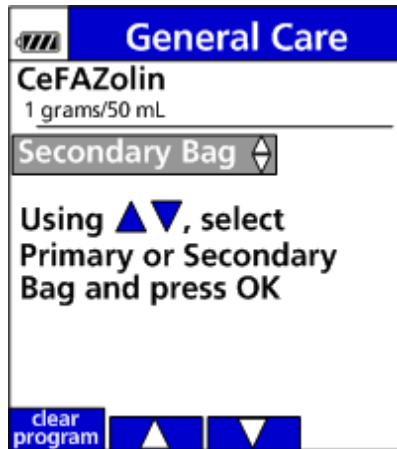 General Care
CeFAZolin
1 grams/50 mL
Secondary Bag
Using ▲▼, select
Primary or Secondary
Bag and press OK
clear
program